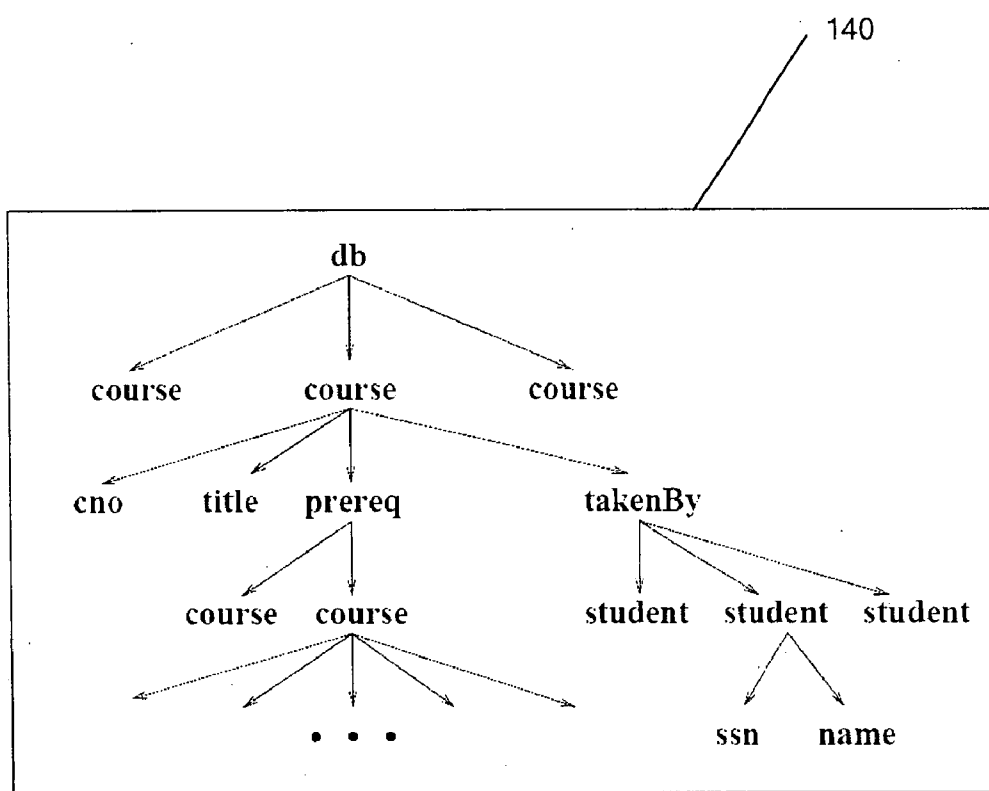 140
db
course course course
cno title prereq takenBy
course course student student student
ssn name